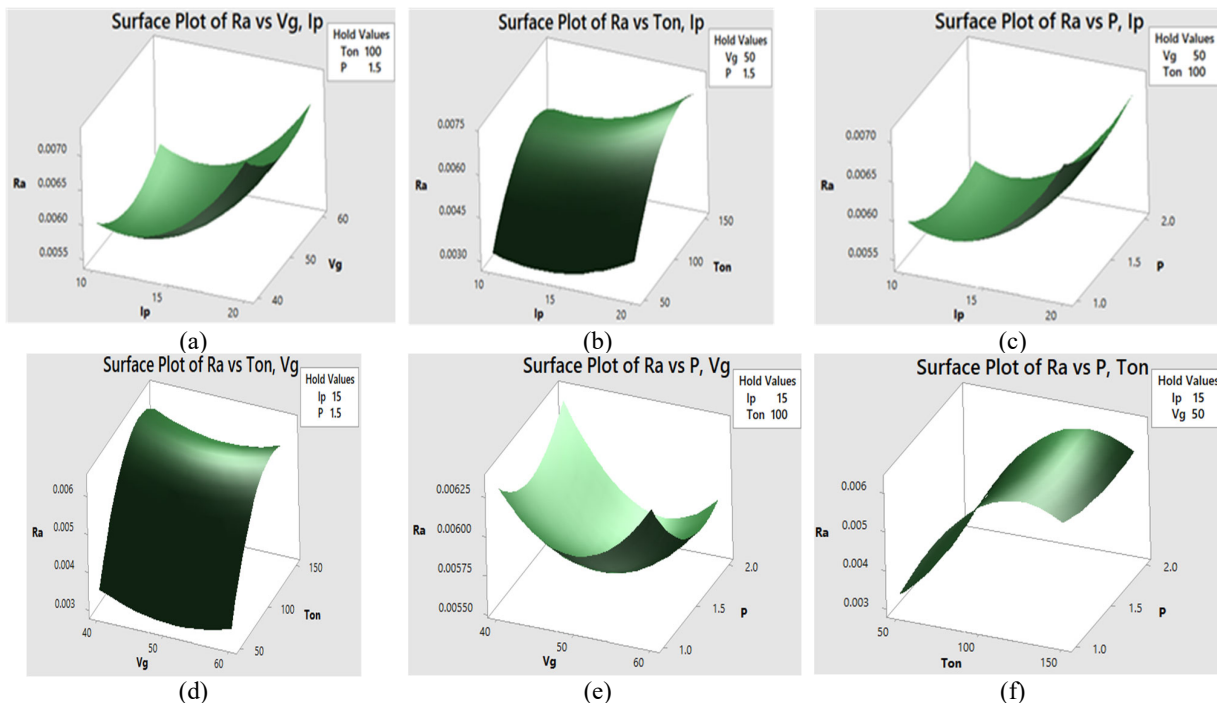 Surface Plot of Ra vs Vg, Ip
Hold Values
Ton 100
P 1.5
0.0070
0.0065
Ra
0.0060
0.0055
10
15
20
Ip
40
50
60
Vg
(a)
Surface Plot of Ra vs Ton, Ip
Hold Values
Vg 50
P 1.5
0.0075
0.0060
Ra
0.0045
0.0030
10
15
20
Ip
50
100
150
Ton
(b)
Surface Plot of Ra vs P, Ip
Hold Values
Vg 50
Ton 100
0.0070
0.0065
Ra
0.0060
0.0055
10
15
20
Ip
1.0
1.5
2.0
P
(c)
Surface Plot of Ra vs Ton, Vg
Hold Values
Ip 15
P 1.5
0.006
Ra
0.005
0.004
0.003
40
50
60
Vg
50
100
150
Ton
(d)
Surface Plot of Ra vs P, Vg
Hold Values
Ip 15
Ton 100
0.00625
Ra
0.00600
0.00575
0.00550
40
50
60
Vg
1.0
1.5
2.0
P
(e)
Surface Plot of Ra vs P, Ton
Hold Values
Ip 15
Vg 50
0.006
Ra
0.005
0.004
0.003
50
100
150
Ton
1.0
1.5
2.0
P
(f)